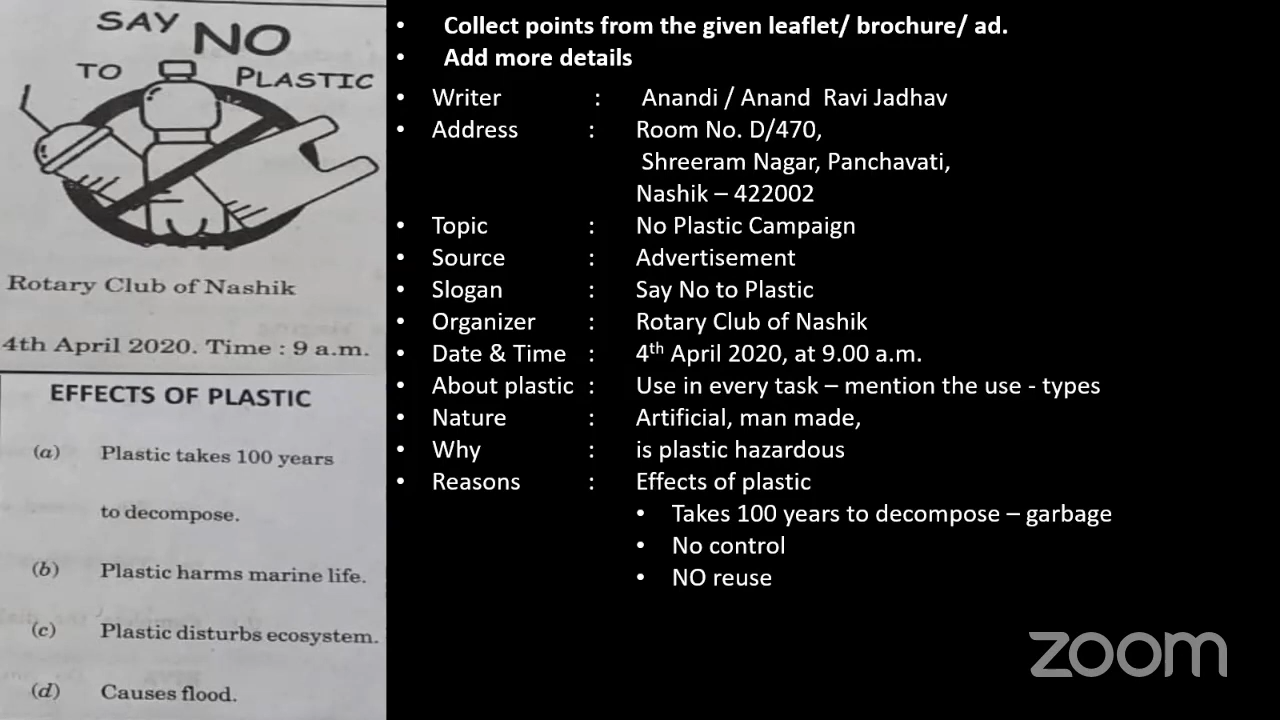 SAY NO
TO PLASTIC
Rotary Club of Nashik
4th April 2020. Time : 9 a.m.
EFFECTS OF PLASTIC
(a) Plastic takes 100 years
to decompose.
(b) Plastic harms marine life.
(c) Plastic disturbs ecosystem.
(d) Causes flood.
• Collect points from the given leaflet/ brochure/ ad.
• Add more details
• Writer : Anandi / Anand Ravi Jadhav
• Address : Room No. D/470,
Shreeram Nagar, Panchavati,
Nashik – 422002
• Topic : No Plastic Campaign
• Source : Advertisement
• Slogan : Say No to Plastic
• Organizer : Rotary Club of Nashik
• Date & Time : 4th April 2020, at 9.00 a.m.
• About plastic : Use in every task – mention the use - types
• Nature : Artificial, man made,
• Why : is plastic hazardous
• Reasons : Effects of plastic
• Takes 100 years to decompose – garbage
• No control
• NO reuse
zoom